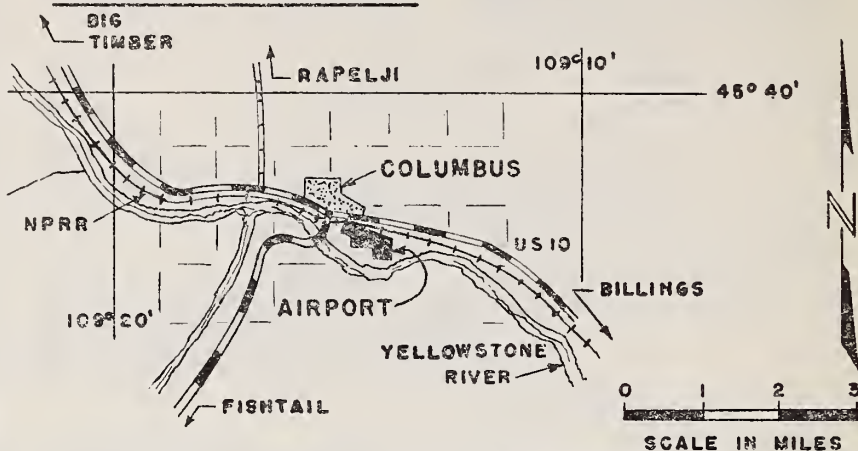 BIG
TIMBER
RAPELJI
109° 10'
45° 40'
COLUMBUS
NPRR
US 10
BILLINGS
109° 20'
AIRPORT
YELLOWSTONE
RIVER
FISHTAIL
N
0 1 2 3
SCALE IN MILES